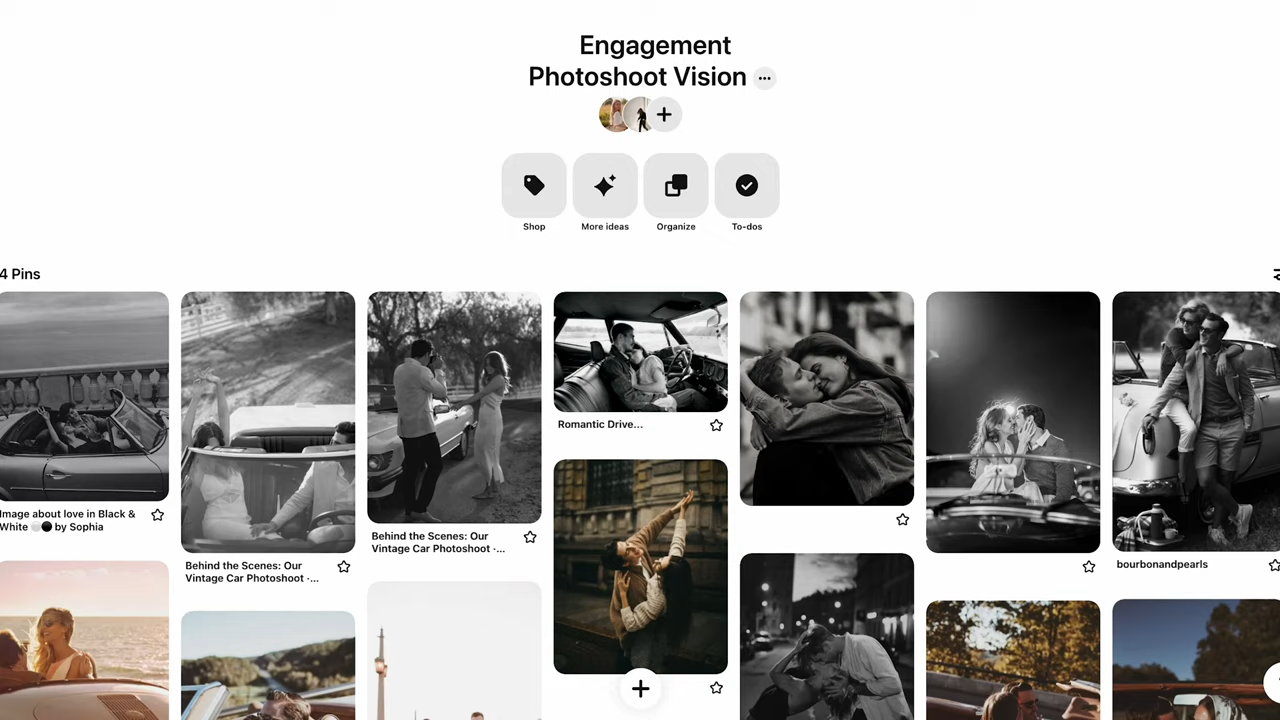 Engagement
Photoshoot Vision
Shop
More ideas
Organize
To-dos
4 Pins
Image about love in Black &
White ⚪⚫ by Sophia
Behind the Scenes: Our
Vintage Car Photoshoot ·...
Behind the Scenes: Our
Vintage Car Photoshoot ·...
Romantic Drive...
bourbonandpearls